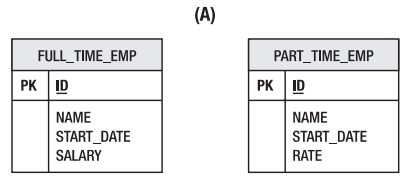 (A)
FULL_TIME_EMP
PK ID
NAME
START_DATE
SALARY
PART_TIME_EMP
PK ID
NAME
START_DATE
RATE